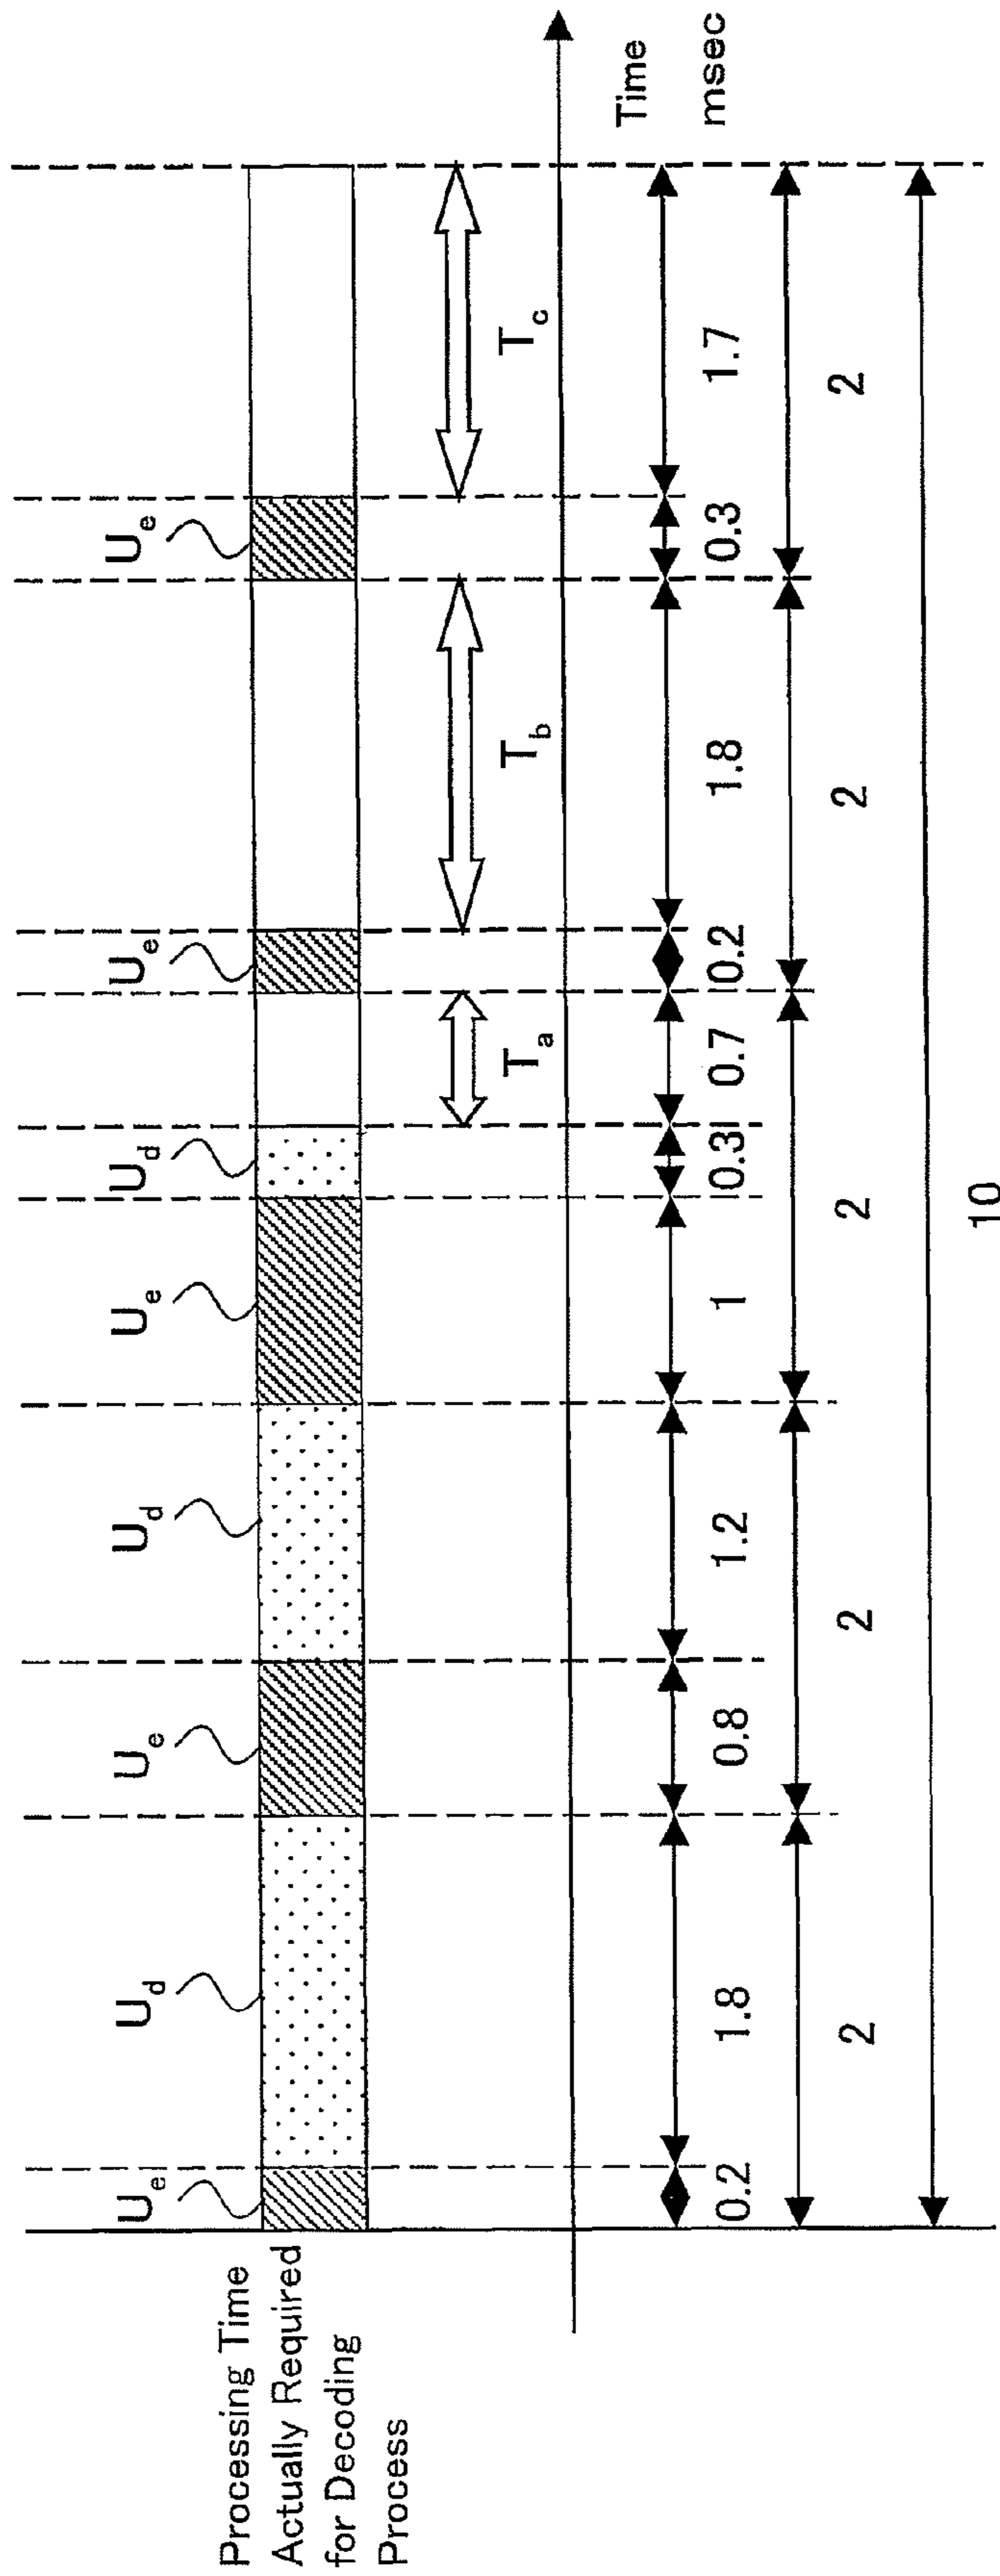 Processing Time
Actually Required
for Decoding
Process
Ue
Ud
Ue
Ud
Ue
Ud
Ue
Ue
Ta
Tb
Tc
Time
msec
0.2
1.8
0.8
1.2
1
0.3
0.7
0.2
1.8
0.3
1.7
2
2
2
2
2
10